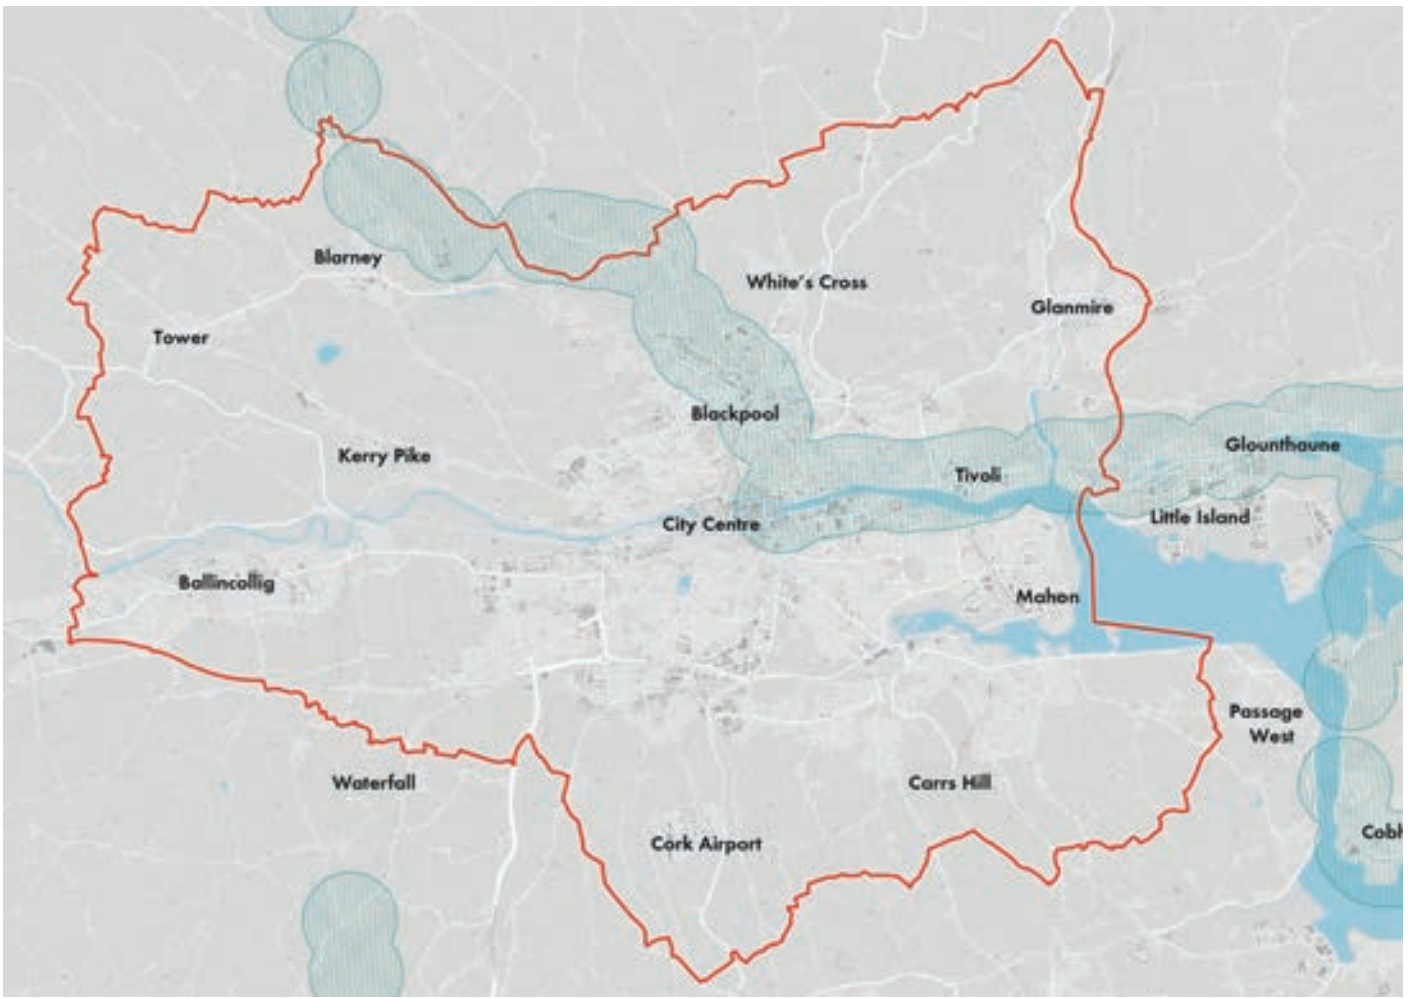 Blarney
White's Cross
Glanmire
Tower
Blackpool
Glounthaune
Kerry Pike
Tivoli
City Centre
Little Island
Ballincollig
Mahon
Passage
West
Waterfall
Carrs Hill
Cork Airport
Cobh